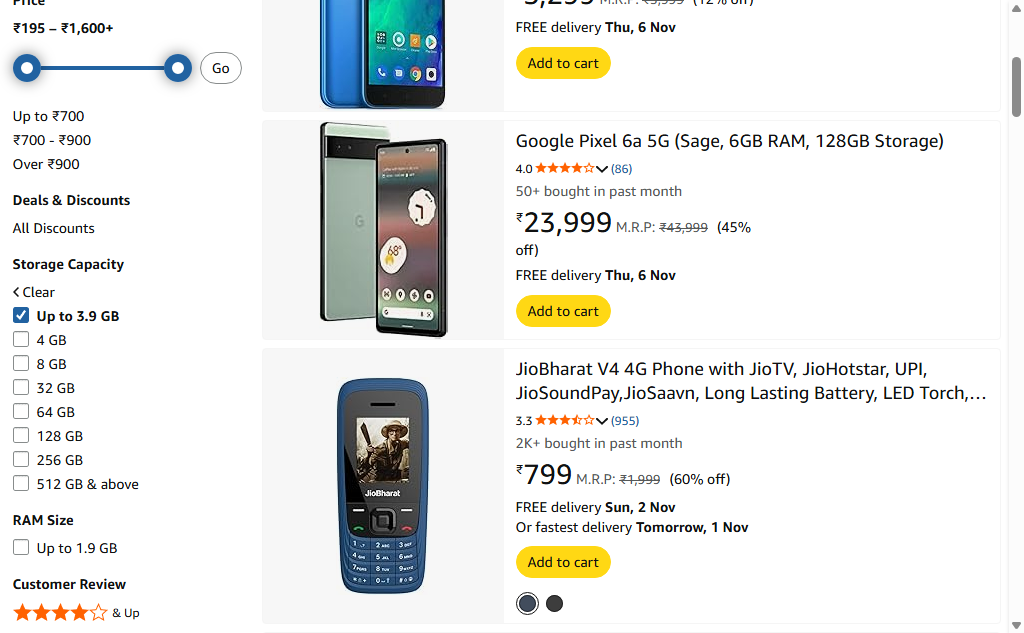 Price
₹195 – ₹1,600+
Go
Up to ₹700
₹700 - ₹900
Over ₹900
Deals & Discounts
All Discounts
Storage Capacity
Clear
Up to 3.9 GB
4 GB
8 GB
32 GB
64 GB
128 GB
256 GB
512 GB & above
RAM Size
Up to 1.9 GB
Customer Review
& Up
FREE delivery Thu, 6 Nov
Add to cart
Google Pixel 6a 5G (Sage, 6GB RAM, 128GB Storage)
4.0 (86)
50+ bought in past month
₹23,999 M.R.P: ₹43,999 (45%
off)
FREE delivery Thu, 6 Nov
Add to cart
68°
G
JioBharat V4 4G Phone with JioTV, JioHotstar, UPI,
JioSoundPay,JioSaavn, Long Lasting Battery, LED Torch,…
3.3 (955)
2K+ bought in past month
₹799 M.R.P: ₹1,999 (60% off)
FREE delivery Sun, 2 Nov
Or fastest delivery Tomorrow, 1 Nov
Add to cart
JioBharat